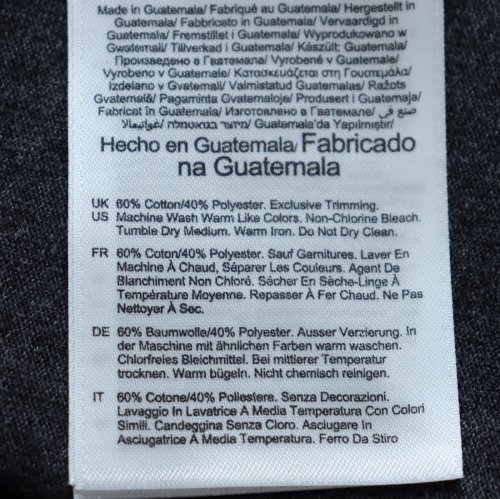 Made in Guatemala/ Fabriqué au Guatemala/ Hergestellt in
Guatemala/ Fabbricato in Guatemala/ Vervaardigd in
Guatemala/ Fremstillet i Guatemala/ Wyprodukowano w
Gwatemali/ Tillverkad i Guatemala/ Készült: Guatemala/
Произведено в Гватемала/ Vyrobené v Guatemale/
Vyrobeno v Guatemale/ Κατασκευάζεται στη Γουατεμάλα/
Izdelano v Gvatemali/ Valmistatud Guatemalas/ Ražots
Gvatemalā/ Pagaminta Gvatemaloje/ Produsert i Guatemaja/
Fabricat în Guatemala/ Изготовлено в Гватемале/ صنع في
غواتيمالا/ מיוצר בגואטמלה/ Guatemala'da Yapılmıştır/
Hecho en Guatemala/ Fabricado
na Guatemala
UK 60% Cotton/40% Polyester. Exclusive Trimming.
US Machine Wash Warm Like Colors. Non-Chlorine Bleach.
Tumble Dry Medium. Warm Iron. Do Not Dry Clean.
FR 60% Coton/40% Polyester. Sauf Garnitures. Laver En
Machine À Chaud, Séparer Les Couleurs. Agent De
Blanchiment Non Chloré. Sécher En Sèche-Linge À
Température Moyenne. Repasser À Fer Chaud. Ne Pas
Nettoyer À Sec.
DE 60% Baumwolle/40% Polyester. Ausser Verzierung. In
der Maschine mit ähnlichen Farben warm waschen.
Chlorfreies Bleichmittel. Bei mittlerer Temperatur
trocknen. Warm bügeln. Nicht chemisch reinigen.
IT 60% Cotone/40% Poliestere. Senza Decorazioni.
Lavaggio In Lavatrice A Media Temperatura Con Colori
Simili. Candeggina Senza Cloro. Asciugare In
Asciugatrice A Media Temperatura. Ferro Da Stiro